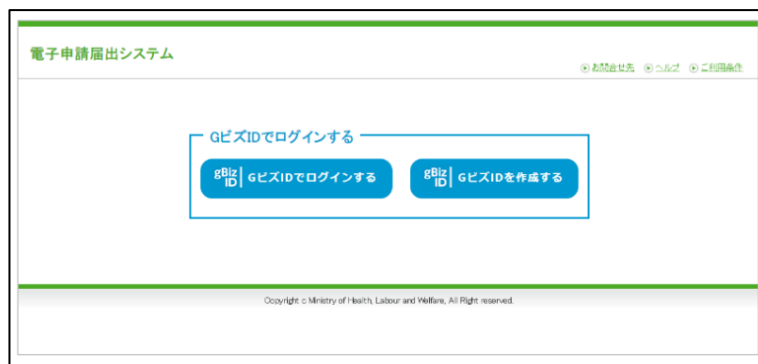 電子申請届出システム
お問合せ先 ヘルプ ご利用条件
GビズIDでログインする
gBiz ID GビズIDでログインする gBiz ID GビズIDを作成する
Copyright c Ministry of Health, Labour and Welfare, All Right reserved.